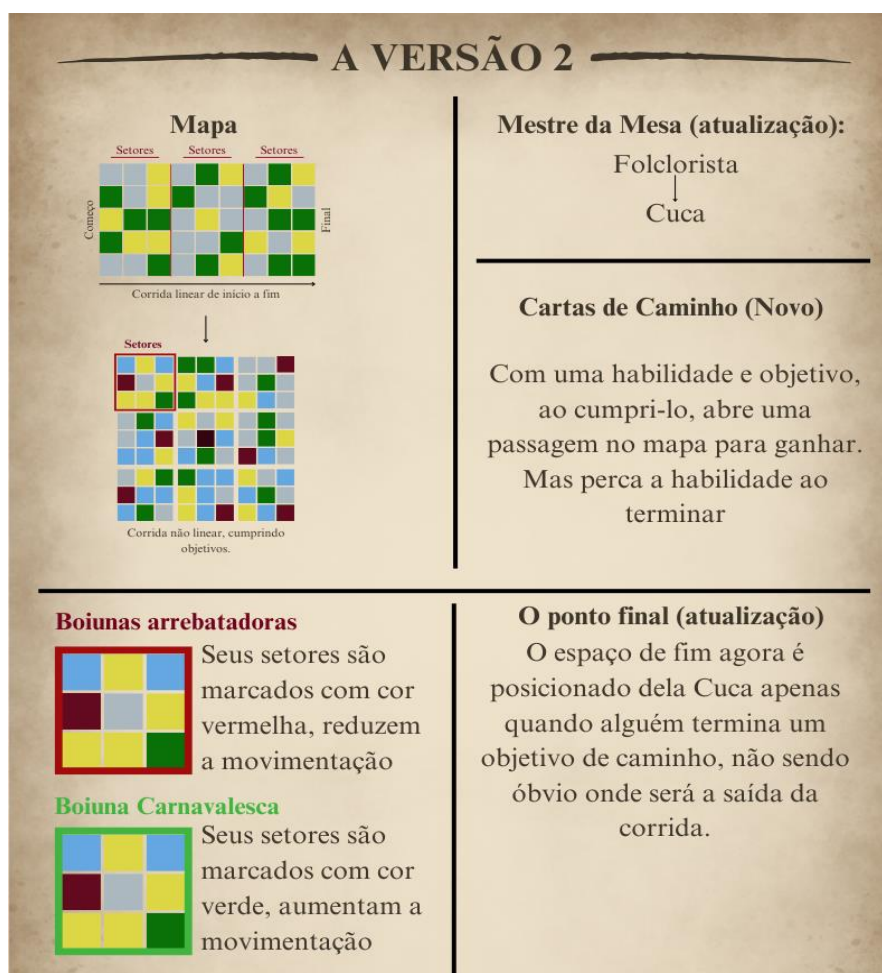 A VERSÃO 2
Mapa
Setores Setores Setores
Começo
Final
Corrida linear de início a fim
Setores
Corrida não linear, cumprindo
objetivos.
Mestre da Mesa (atualização):
Folclorista
Cuca
Cartas de Caminho (Novo)
Com uma habilidade e objetivo,
ao cumpri-lo, abre uma
passagem no mapa para ganhar.
Mas perca a habilidade ao
terminar
Boiunas arrebatadoras
Seus setores são
marcados com cor
vermelha, reduzem
a movimentação
Boiuna Carnavalesca
Seus setores são
marcados com cor
verde, aumentam a
movimentação
O ponto final (atualização)
O espaço de fim agora é
posicionado dela Cuca apenas
quando alguém termina um
objetivo de caminho, não sendo
óbvio onde será a saída da
corrida.